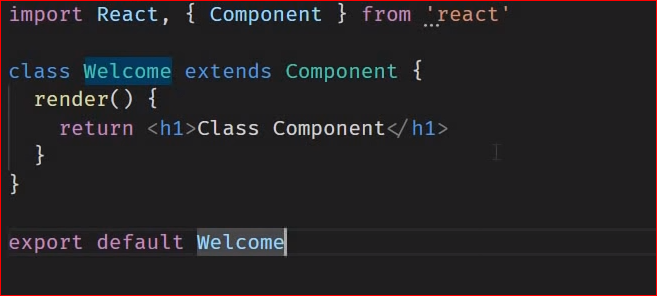 import React, { Component } from 'react'
class Welcome extends Component {
render() {
return <h1>Class Component</h1>
}
}
export default Welcome